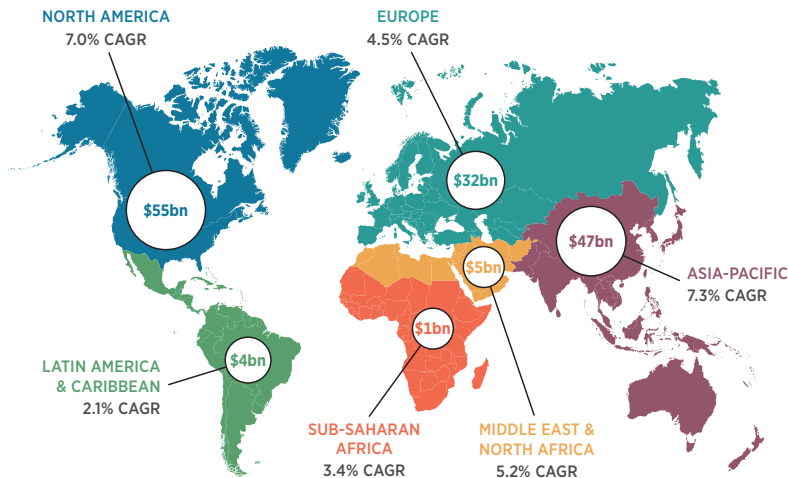 NORTH AMERICA
7.0% CAGR
EUROPE
4.5% CAGR
$55bn
$32bn
$47bn
$5bn
ASIA-PACIFIC
7.3% CAGR
$1bn
$4bn
LATIN AMERICA
& CARIBBEAN
2.1% CAGR
SUB-SAHARAN
AFRICA
3.4% CAGR
MIDDLE EAST &
NORTH AFRICA
5.2% CAGR